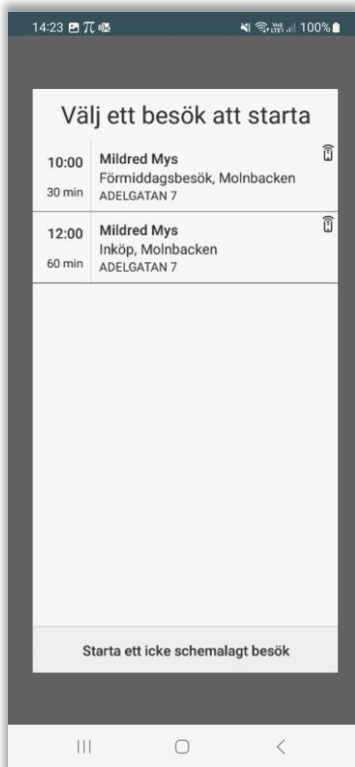 14:23 100%
Välj ett besök att starta
10:00 Mildred Mys
Förmiddagsbesök, Molnbacken
30 min ADELGATAN 7
12:00 Mildred Mys
Inköp, Molnbacken
60 min ADELGATAN 7
Starta ett icke schemalagt besök